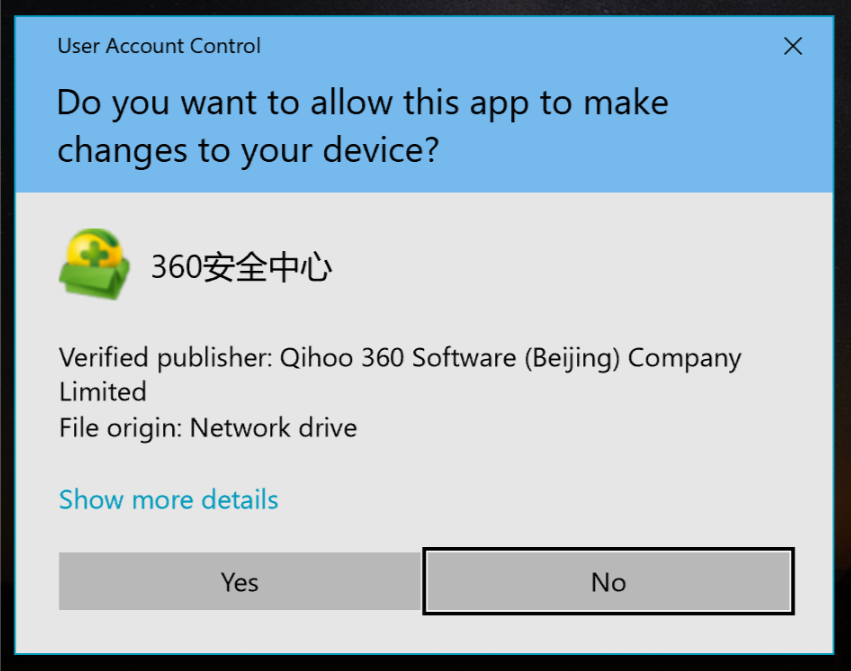 User Account Control
Do you want to allow this app to make
changes to your device?
360安全中心
Verified publisher: Qihoo 360 Software (Beijing) Company
Limited
File origin: Network drive
Show more details
Yes
No